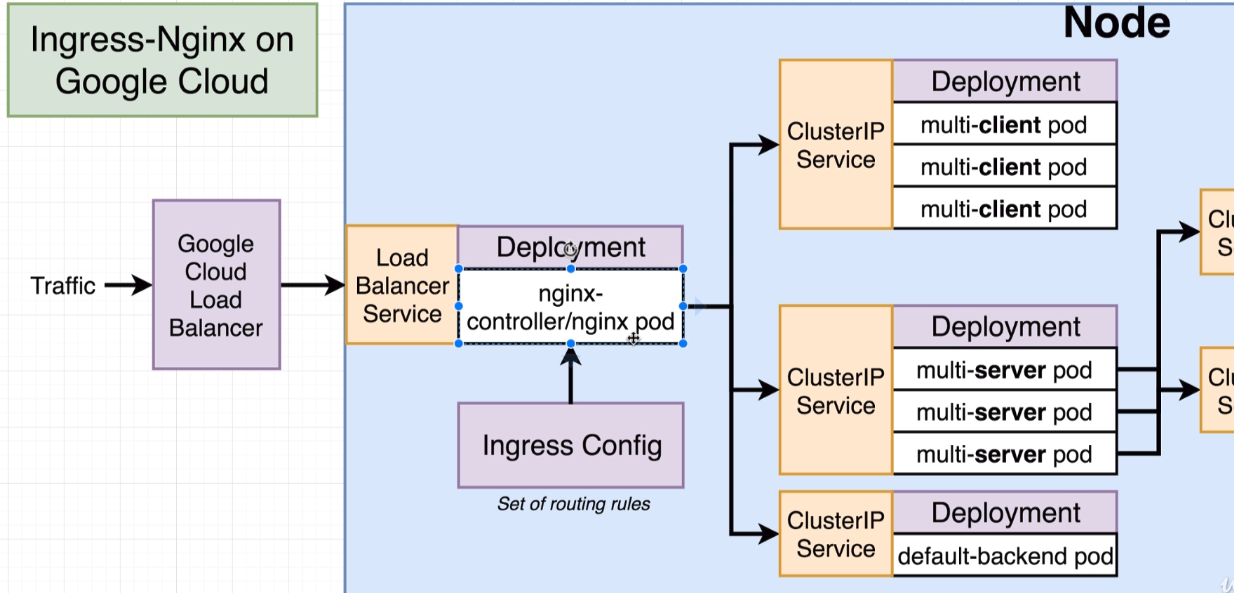 Ingress-Nginx on
Google Cloud
Node
Traffic
Google
Cloud
Load
Balancer
Load
Balancer
Service
Deployment
nginx-
controller/nginx pod
Ingress Config
Set of routing rules
ClusterIP
Service
Deployment
multi-client pod
multi-client pod
multi-client pod
ClusterIP
Service
Deployment
multi-server pod
multi-server pod
multi-server pod
ClusterIP
Service
Deployment
default-backend pod